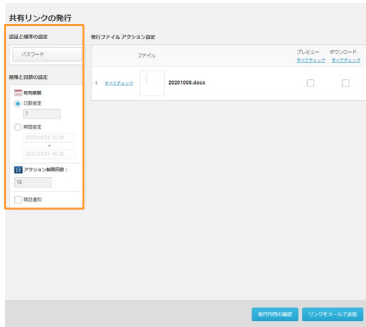 共有リンクの発行
認証と順序の設定
パスワード
期限と回数の設定
有効期限
日数指定
7
期間指定
アクション制限回数:
10
開封通知
発行ファイル アクション設定
ファイル
プレビュー
すべてチェック
ダウンロード
すべてチェック
1 すべてチェック 20201008.docx
発行内容の確認
リンクをメールで送信